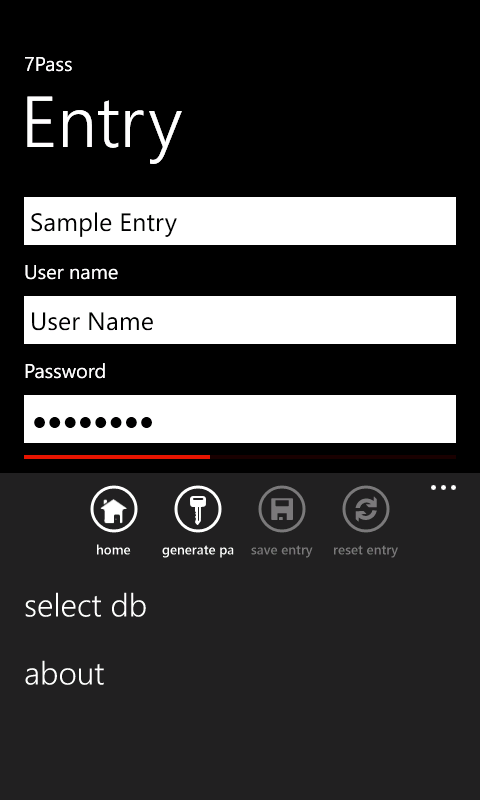 7Pass
Entry
Sample Entry
User name
User Name
Password
●●●●●●●●
home
generate pa
save entry
reset entry
select db
about